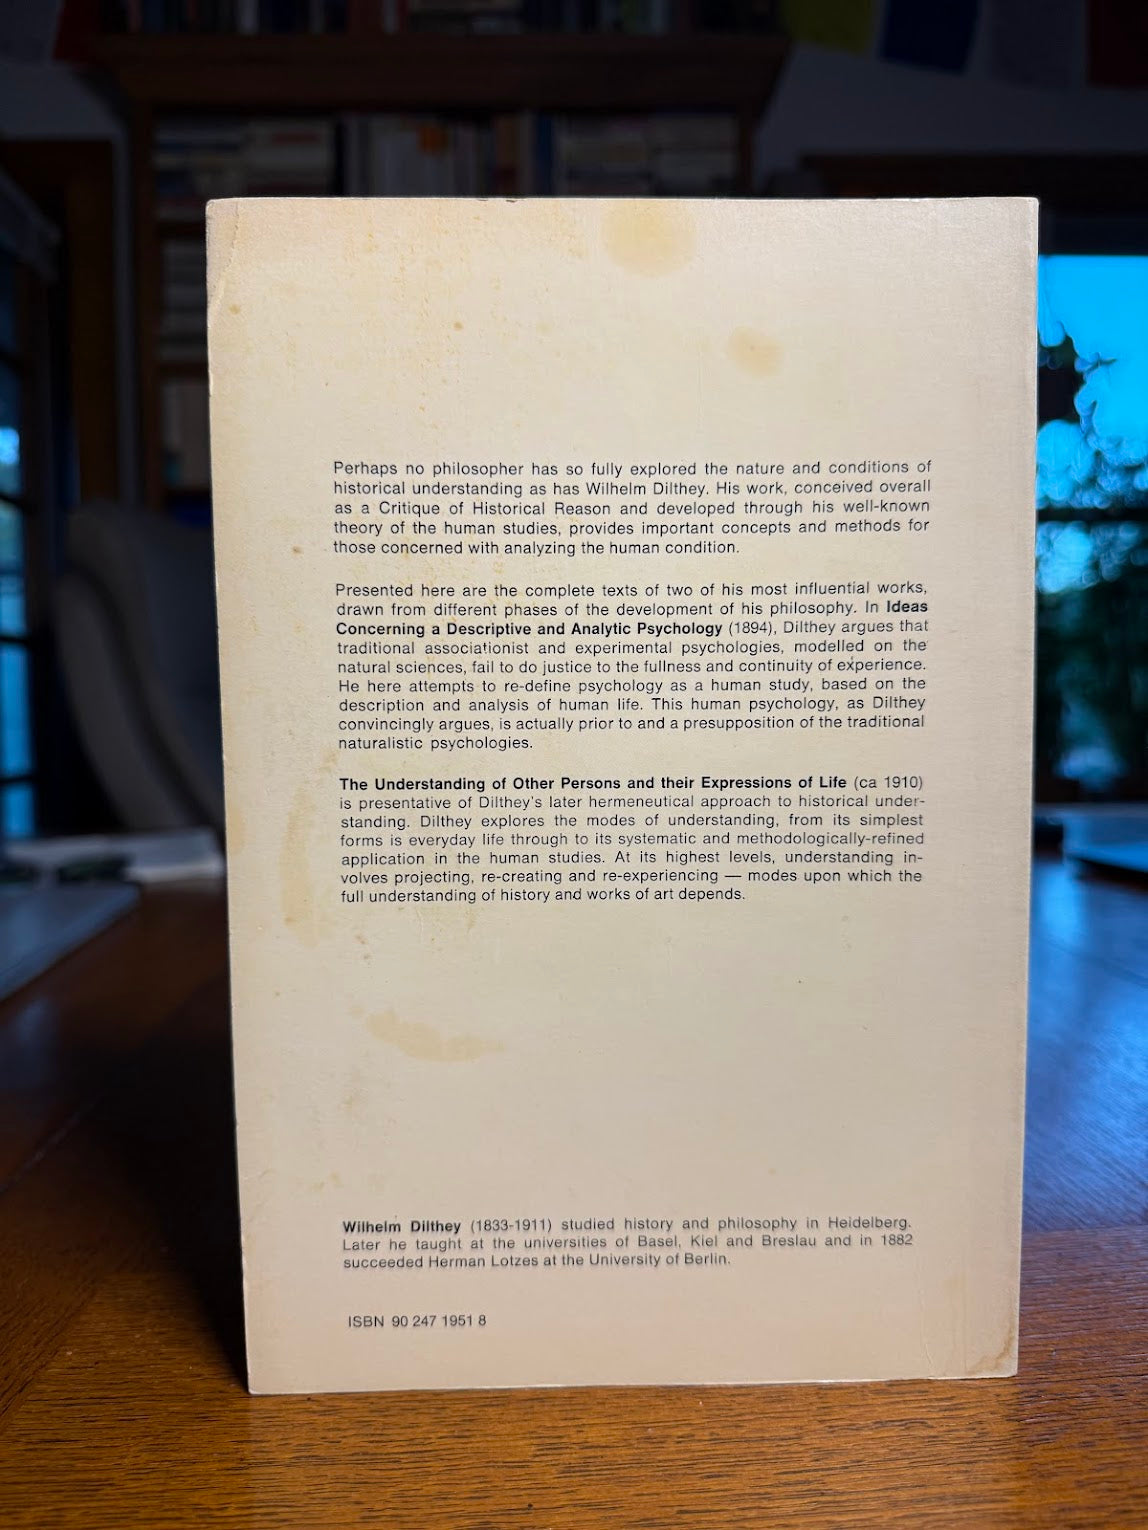 Perhaps no philosopher has so fully explored the nature and conditions of
historical understanding as has Wilhelm Dilthey. His work, conceived overall
as a Critique of Historical Reason and developed through his well-known
theory of the human studies, provides important concepts and methods for
those concerned with analyzing the human condition.
Presented here are the complete texts of two of his most influential works,
drawn from different phases of the development of his philosophy. In Ideas
Concerning a Descriptive and Analytic Psychology (1894), Dilthey argues that
traditional associationist and experimental psychologies, modelled on the
natural sciences, fail to do justice to the fullness and continuity of experience.
He here attempts to re-define psychology as a human study, based on the
description and analysis of human life. This human psychology, as Dilthey
convincingly argues, is actually prior to and a presupposition of the traditional
naturalistic psychologies.
The Understanding of Other Persons and their Expressions of Life (ca 1910)
is presentative of Dilthey's later hermeneutical approach to historical under-
standing. Dilthey explores the modes of understanding, from its simplest
forms is everyday life through to its systematic and methodologically-refined
application in the human studies. At its highest levels, understanding in-
volves projecting, re-creating and re-experiencing — modes upon which the
full understanding of history and works of art depends.
Wilhelm Dilthey (1833-1911) studied history and philosophy in Heidelberg.
Later he taught at the universities of Basel, Kiel and Breslau and in 1882
succeeded Herman Lotzes at the University of Berlin.
ISBN 90 247 1951 8